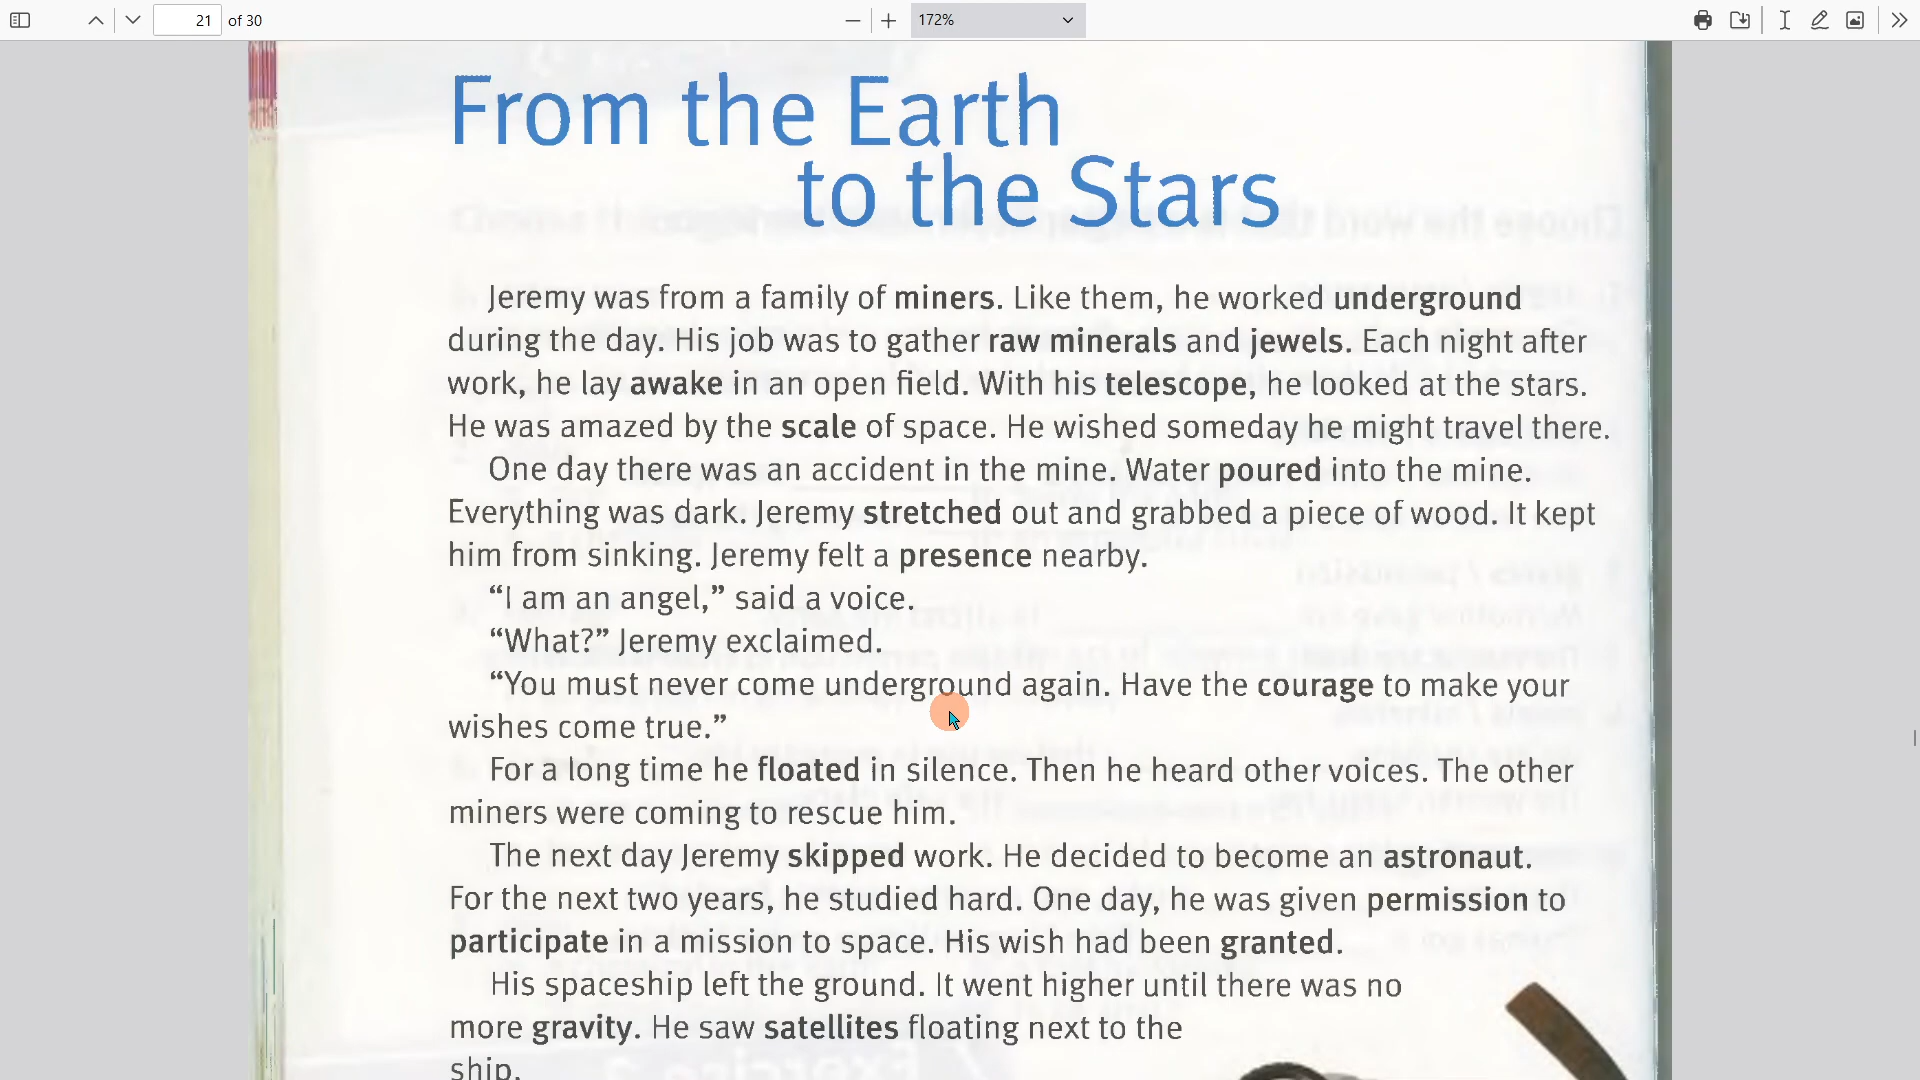 21 of 30
172%
From the Earth
to the Stars
Jeremy was from a family of miners. Like them, he worked underground
during the day. His job was to gather raw minerals and jewels. Each night after
work, he lay awake in an open field. With his telescope, he looked at the stars.
He was amazed by the scale of space. He wished someday he might travel there.
One day there was an accident in the mine. Water poured into the mine.
Everything was dark. Jeremy stretched out and grabbed a piece of wood. It kept
him from sinking. Jeremy felt a presence nearby.
“I am an angel,” said a voice.
“What?” Jeremy exclaimed.
“You must never come underground again. Have the courage to make your
wishes come true.”
For a long time he floated in silence. Then he heard other voices. The other
miners were coming to rescue him.
The next day Jeremy skipped work. He decided to become an astronaut.
For the next two years, he studied hard. One day, he was given permission to
participate in a mission to space. His wish had been granted.
His spaceship left the ground. It went higher until there was no
more gravity. He saw satellites floating next to the
ship.